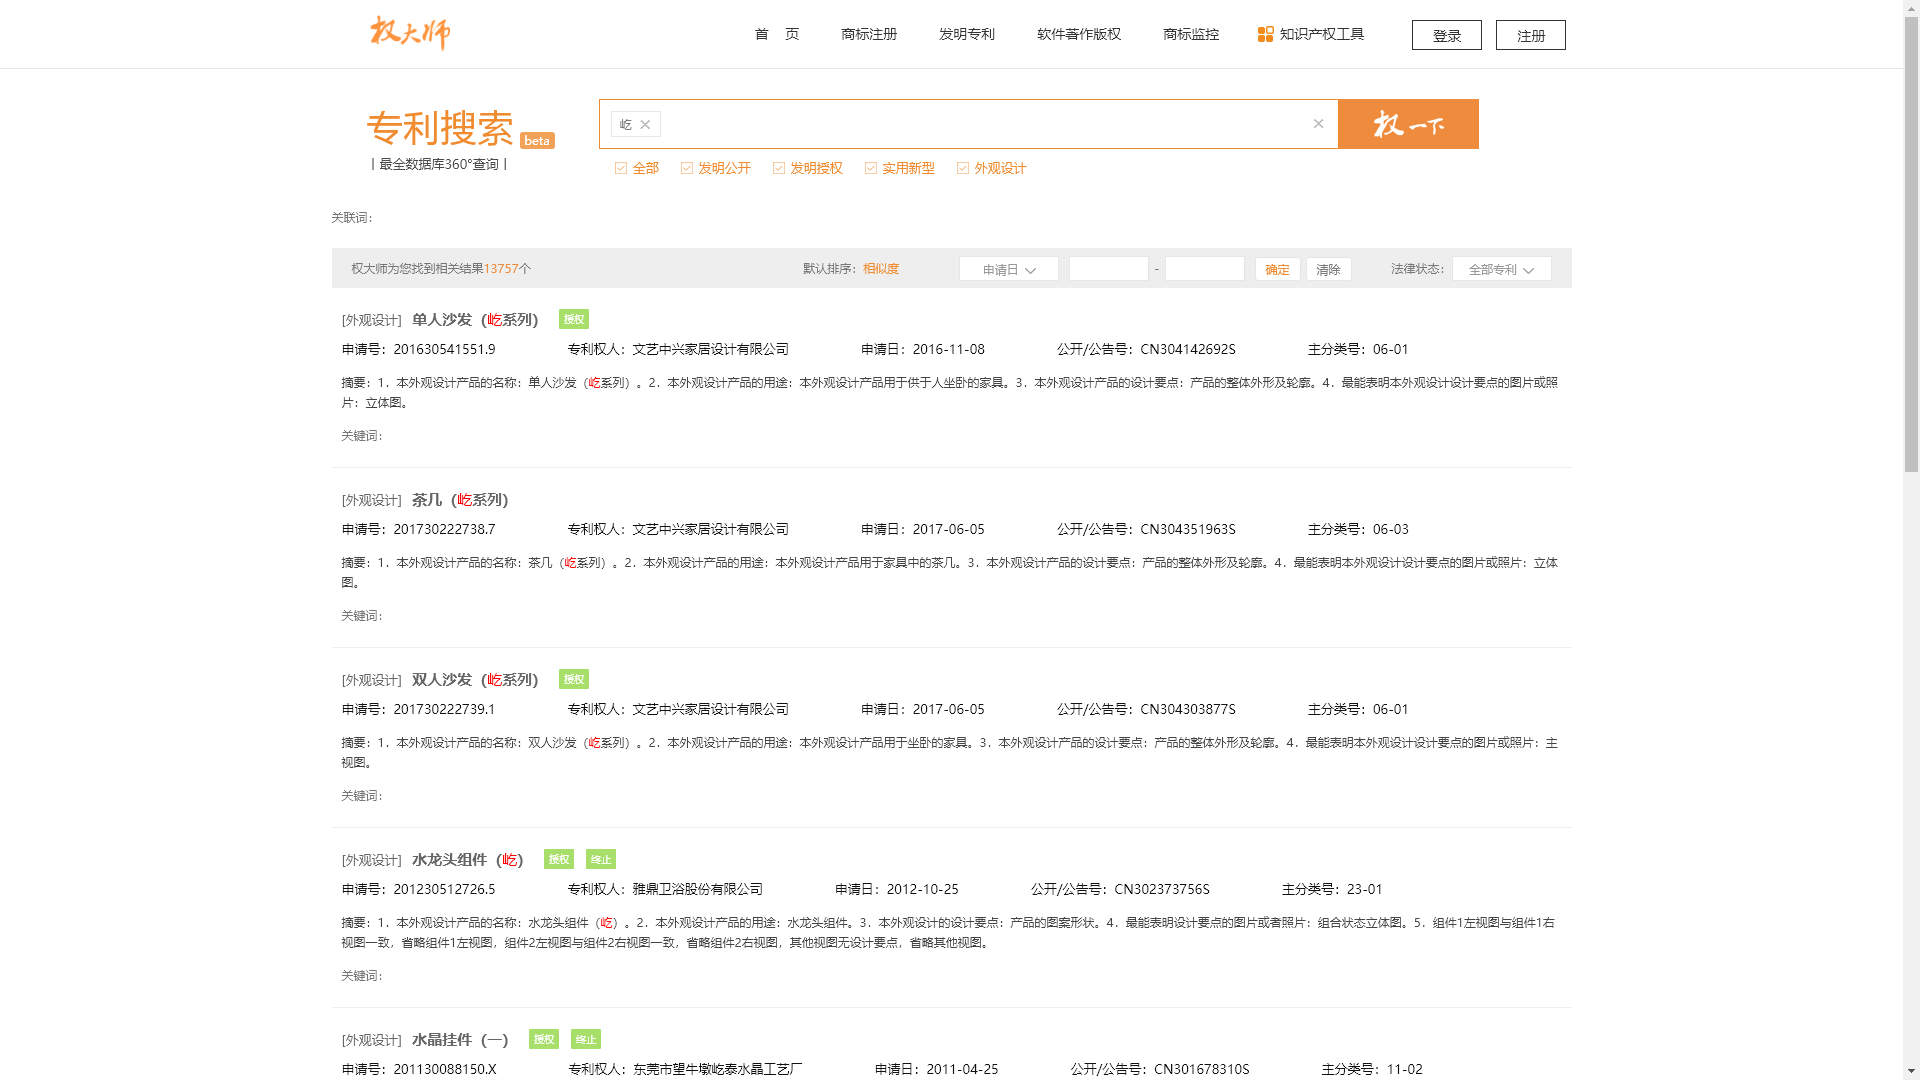 权大师
首 页 商标注册 发明专利 软件著作版权 商标监控 知识产权工具 登录 注册
专利搜索 beta
屹
权一下
丨最全数据库360°查询丨
全部 发明公开 发明授权 实用新型 外观设计
关联词：
权大师为您找到相关结果13757个 默认排序：相似度 申请日 - 确定 清除 法律状态： 全部专利
[外观设计] 单人沙发（屹系列） 授权
申请号：201630541551.9 专利权人：文艺中兴家居设计有限公司 申请日：2016-11-08 公开/公告号：CN304142692S 主分类号：06-01
摘要：1．本外观设计产品的名称：单人沙发（屹系列）。2．本外观设计产品的用途：本外观设计产品用于供于人坐卧的家具。3．本外观设计产品的设计要点：产品的整体外形及轮廓。4．最能表明本外观设计设计要点的图片或照
片：立体图。
关键词：
[外观设计] 茶几（屹系列）
申请号：201730222738.7 专利权人：文艺中兴家居设计有限公司 申请日：2017-06-05 公开/公告号：CN304351963S 主分类号：06-03
摘要：1．本外观设计产品的名称：茶几（屹系列）。2．本外观设计产品的用途：本外观设计产品用于家具中的茶几。3．本外观设计产品的设计要点：产品的整体外形及轮廓。4．最能表明本外观设计设计要点的图片或照片：立体
图。
关键词：
[外观设计] 双人沙发（屹系列） 授权
申请号：201730222739.1 专利权人：文艺中兴家居设计有限公司 申请日：2017-06-05 公开/公告号：CN304303877S 主分类号：06-01
摘要：1．本外观设计产品的名称：双人沙发（屹系列）。2．本外观设计产品的用途：本外观设计产品用于坐卧的家具。3．本外观设计产品的设计要点：产品的整体外形及轮廓。4．最能表明本外观设计设计要点的图片或照片：主
视图。
关键词：
[外观设计] 水龙头组件（屹） 授权 终止
申请号：201230512726.5 专利权人：雅鼎卫浴股份有限公司 申请日：2012-10-25 公开/公告号：CN302373756S 主分类号：23-01
摘要：1．本外观设计产品的名称：水龙头组件（屹）。2．本外观设计产品的用途：水龙头组件。3．本外观设计的设计要点：产品的图案形状。4．最能表明设计要点的图片或者照片：组合状态立体图。5．组件1左视图与组件1右
视图一致，省略组件1左视图，组件2左视图与组件2右视图一致，省略组件2右视图，其他视图无设计要点，省略其他视图。
关键词：
[外观设计] 水晶挂件（一） 授权 终止
申请号：201130088150.X 专利权人：东莞市望牛墩屹泰水晶工艺厂 申请日：2011-04-25 公开/公告号：CN301678310S 主分类号：11-02